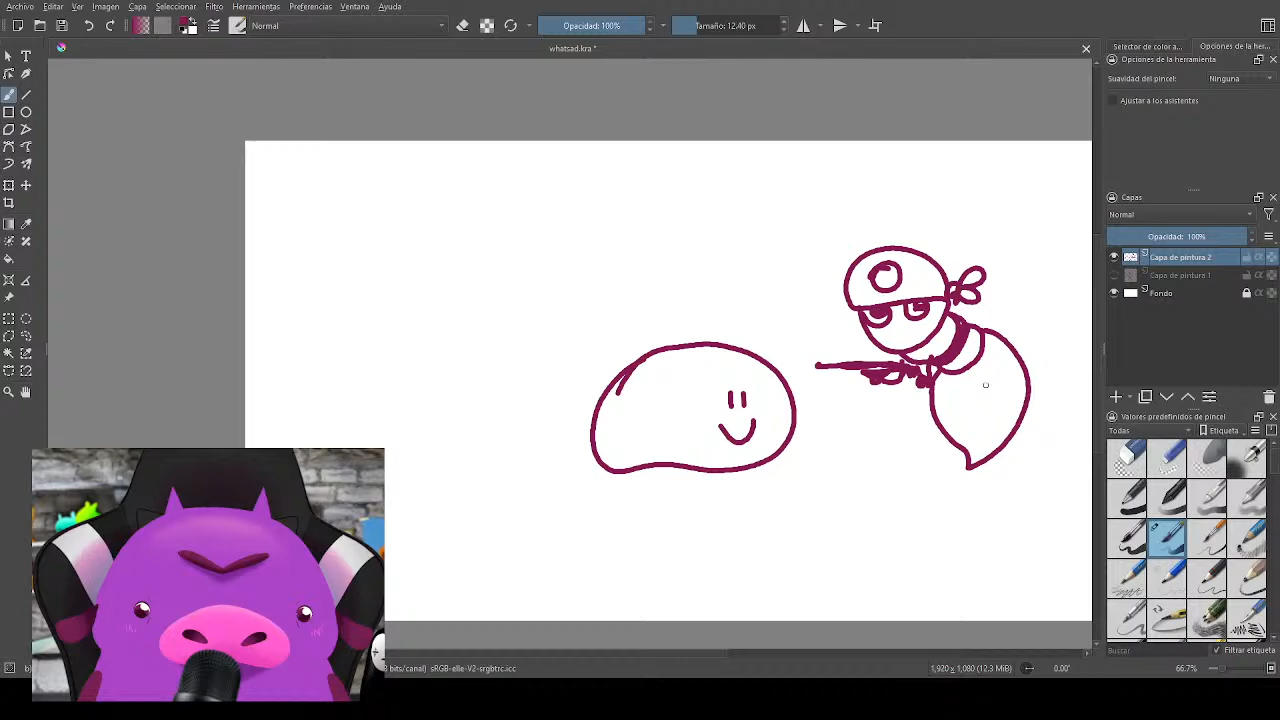 Archivo Editar Ver Imagen Capa Seleccionar Filtro Herramientas Preferencias Ventana Ayuda
Normal Opacidad: 100% Tamaño: 12.40 px
whatsad.kra *
Selector de color a... Opciones de la her...
Opciones de la herramienta
Suavidad del pincel: Ninguna
Ajustar a los asistentes
Capas
Normal
Opacidad: 100%
Capa de pintura 2
Capa de pintura 1
Fondo
Valores predefinidos de pincel
Todas Etiqueta
Buscar Filtrar etiqueta
bits/canal) sRGB-elle-V2-srgbtrc.icc 1,920 x 1,080 (12.3 MiB) 0.00° 66.7%